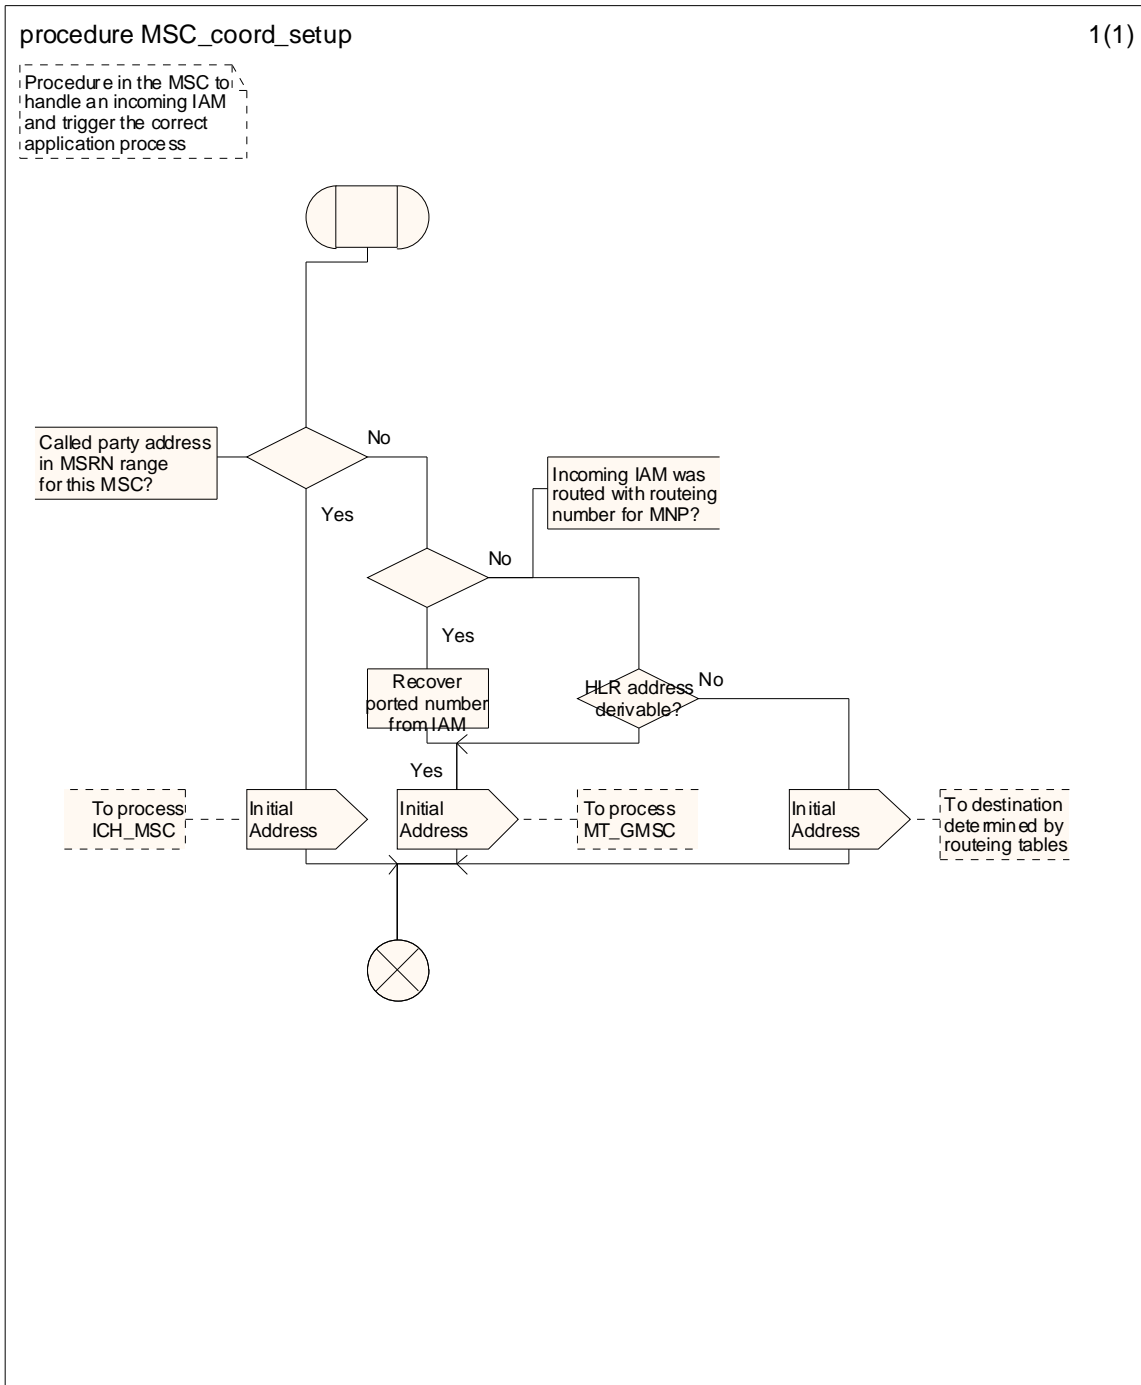 procedure MSC_coord_setup
1(1)
Procedure in the MSC to
handle an incoming IAM
and trigger the correct
application process
Called party address
in MSRN range
for this MSC?
No
Yes
Incoming IAM was
routed with routeing
number for MNP?
No
Yes
Recover
ported number
from IAM
HLR address
derivable?
No
Yes
To process
ICH_MSC
Initial
Address
Initial
Address
To process
MT_GMSC
Initial
Address
To destination
determined by
routeing tables